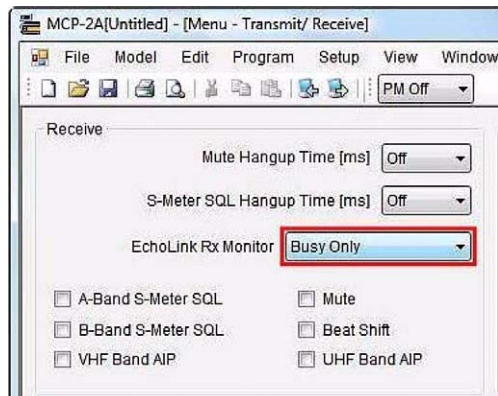 MCP-2A[Untitled] - [Menu - Transmit/ Receive]
File Model Edit Program Setup View Window
PM Off
Receive
Mute Hangup Time [ms] Off
S-Meter SQL Hangup Time [ms] Off
EchoLink Rx Monitor Busy Only
A-Band S-Meter SQL Mute
B-Band S-Meter SQL Beat Shift
VHF Band AIP UHF Band AIP